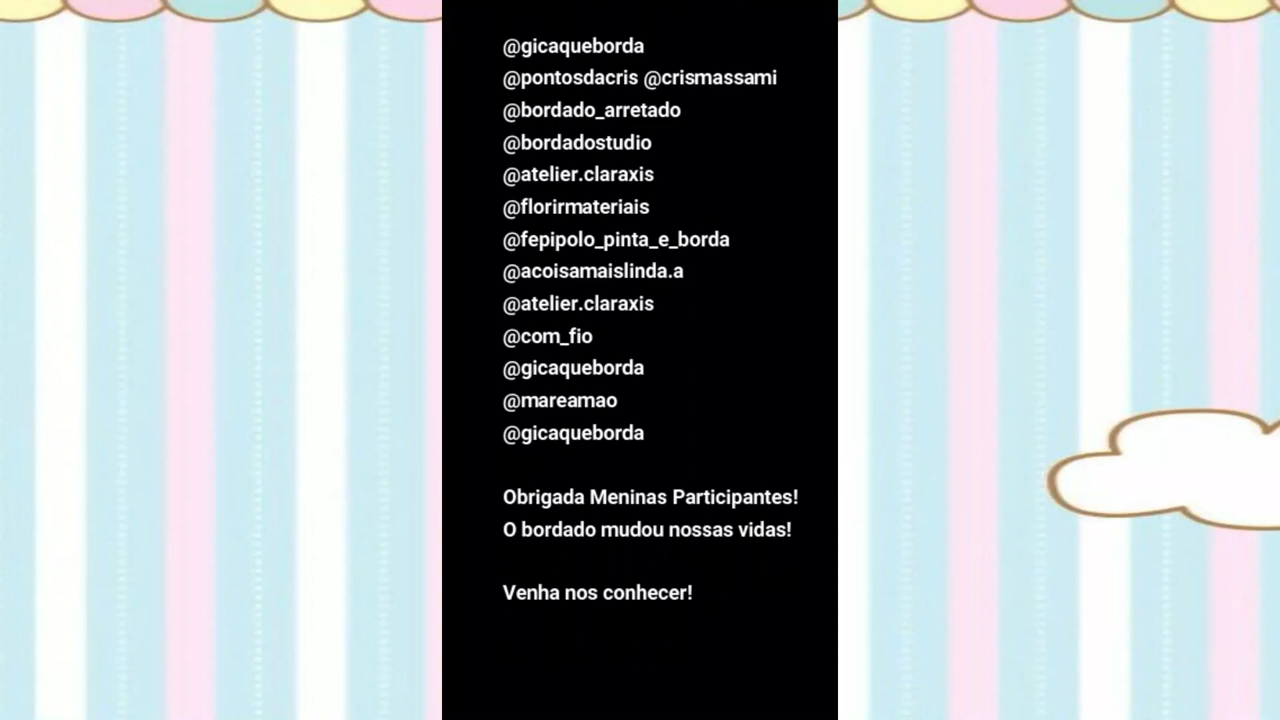 @gicaqueborda
@pontosdacris @crismassami
@bordado_arretado
@bordadostudio
@atelier.claraxis
@florirmateriais
@fepipolo_pinta_e_borda
@acoisamaislinda.a
@atelier.claraxis
@com_fio
@gicaqueborda
@mareamao
@gicaqueborda
Obrigada Meninas Participantes!
O bordado mudou nossas vidas!
Venha nos conhecer!